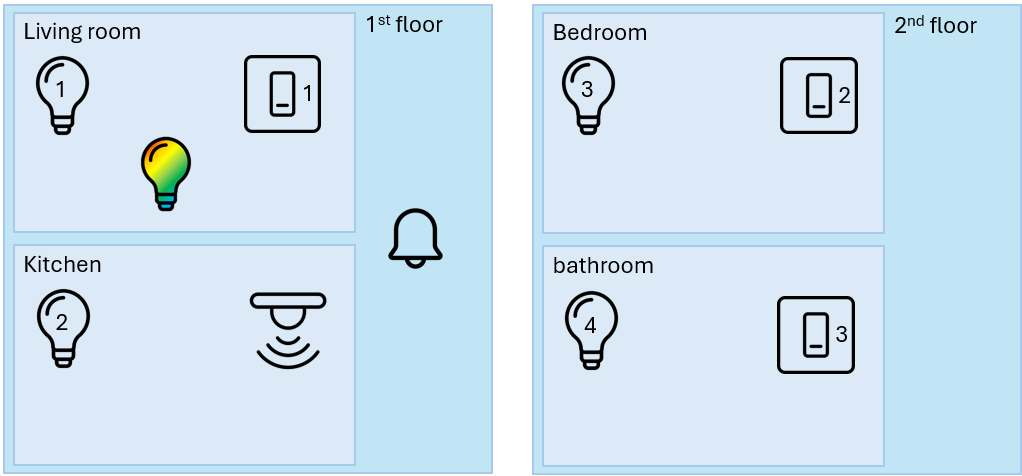 Living room
1st floor
1
1
Kitchen
2
Bedroom
2nd floor
3
2
bathroom
4
3